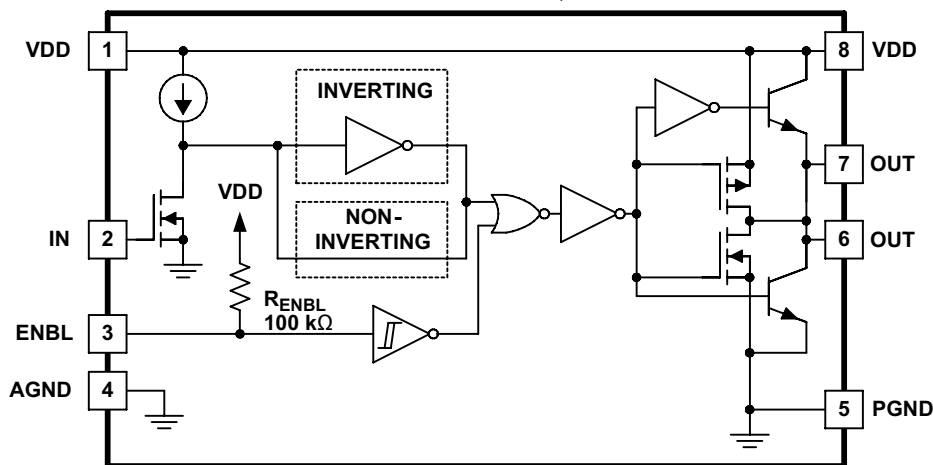 VDD 1
8 VDD
INVERTING
VDD
7 OUT
NON-
INVERTING
IN 2
6 OUT
RENBL
100 kΩ
ENBL 3
AGND 4
5 PGND